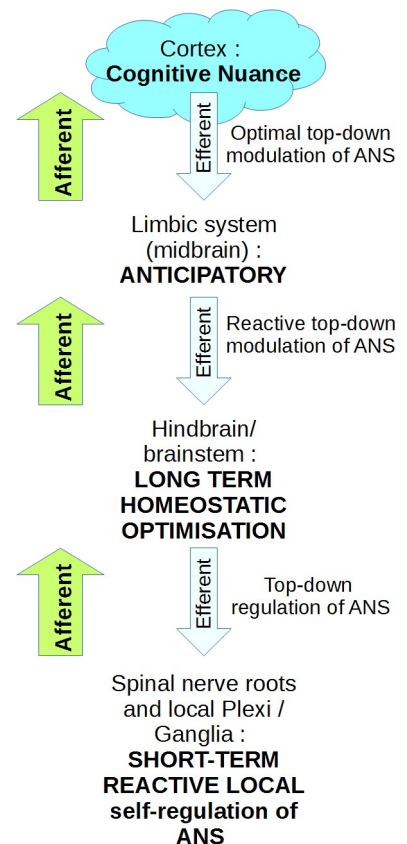 Cortex :
Cognitive Nuance
Afferent
Efferent
Optimal top-down
modulation of ANS
Limbic system
(midbrain) :
ANTICIPATORY
Afferent
Efferent
Reactive top-down
modulation of ANS
Hindbrain/
brainstem :
LONG TERM
HOMEOSTATIC
OPTIMISATION
Afferent
Efferent
Top-down
regulation of ANS
Spinal nerve roots
and local Plexi /
Ganglia :
SHORT-TERM
REACTIVE LOCAL
self-regulation of
ANS